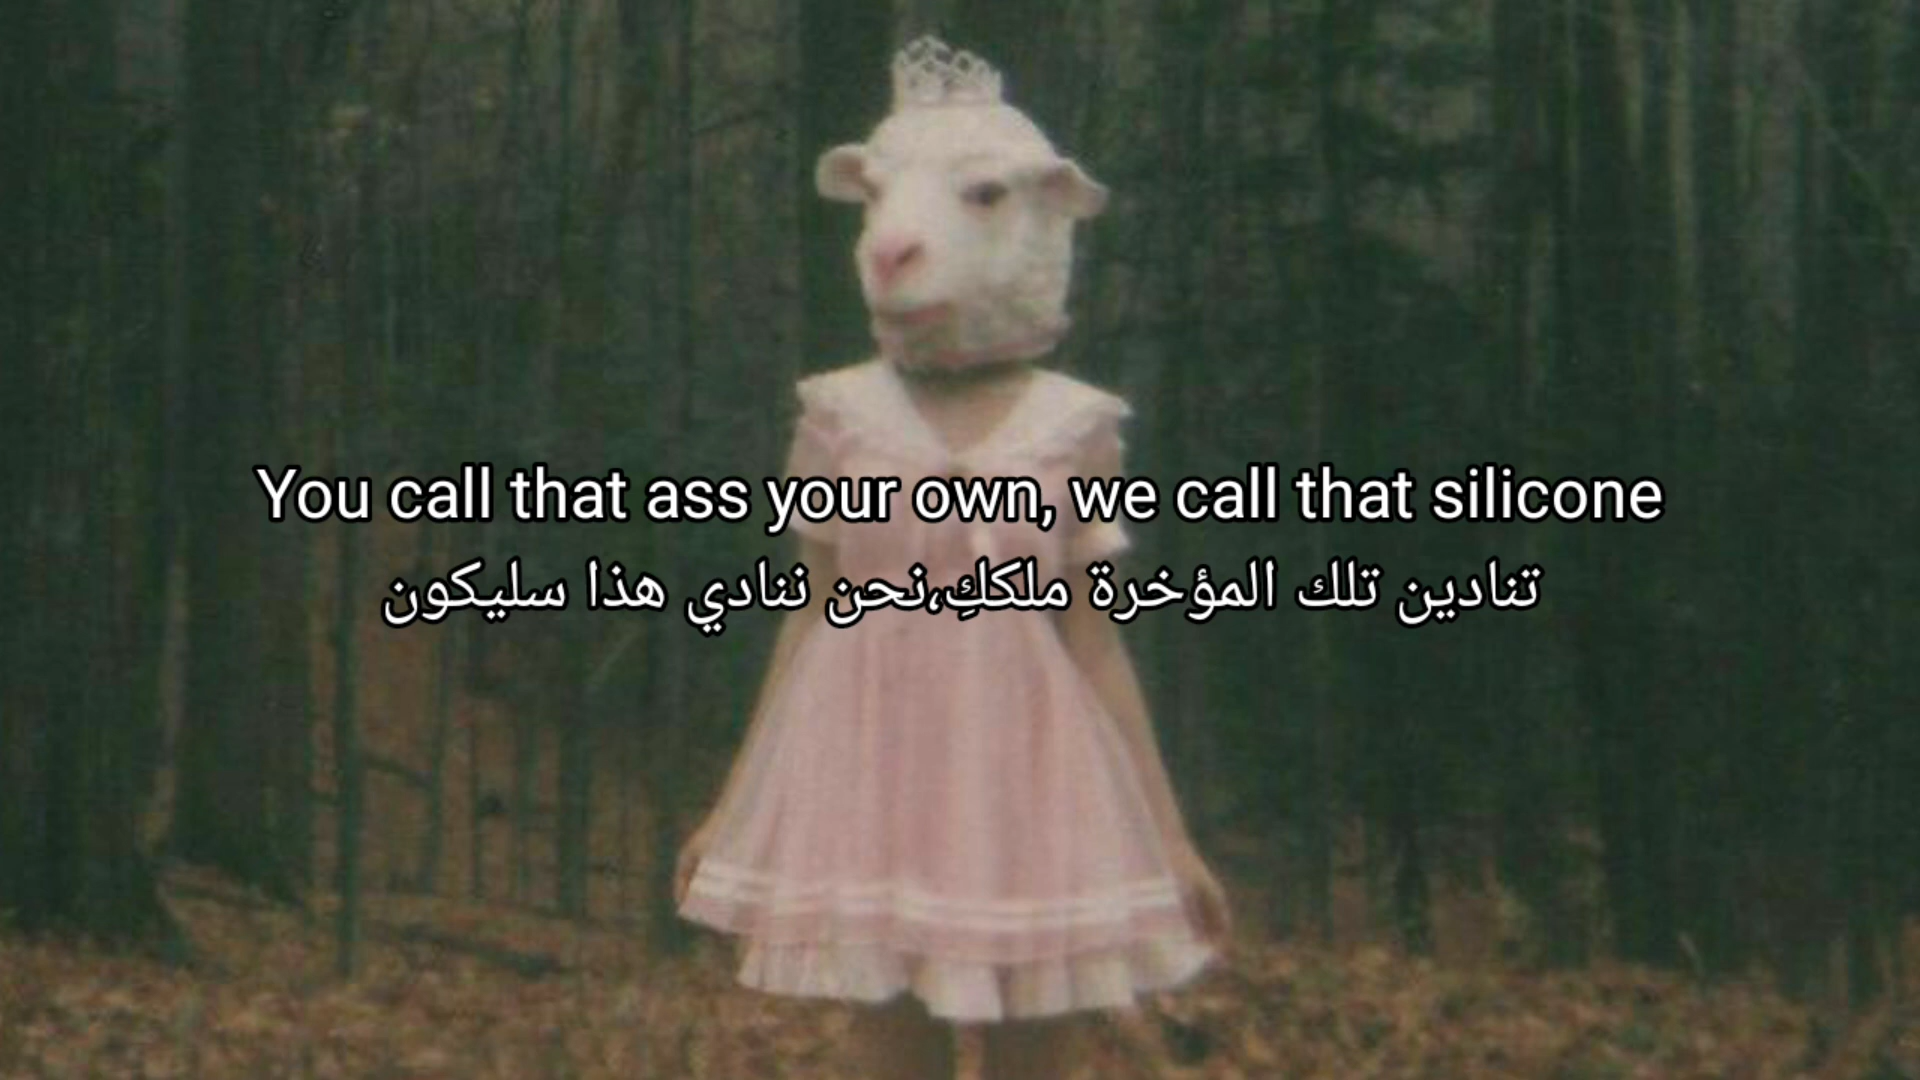 You call that ass your own, we call that silicone
تنادين تلك المؤخرة ملككِ،نحن ننادي هذا سليكون